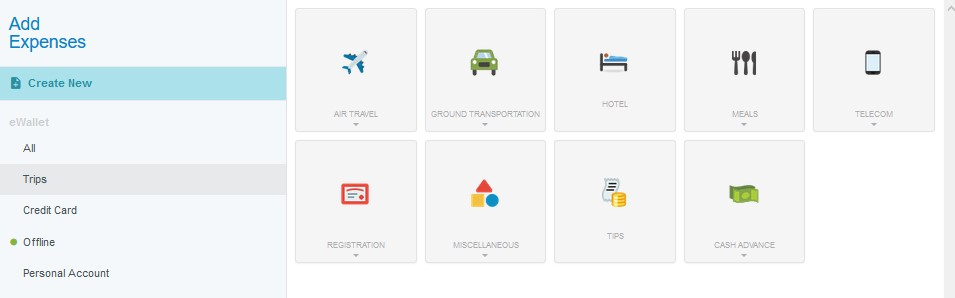 Add
Expenses
Create New
eWallet
All
Trips
Credit Card
Offline
Personal Account
AIR TRAVEL
GROUND TRANSPORTATION
HOTEL
MEALS
TELECOM
REGISTRATION
MISCELLANEOUS
TIPS
CASH ADVANCE